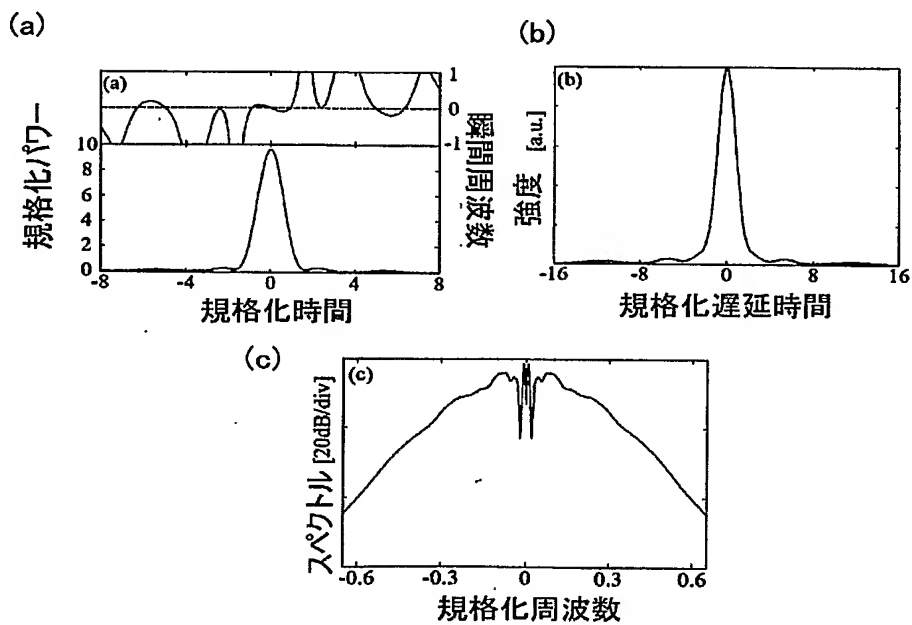 (a)
(a)
1
0
-1
瞬間周波数
規格化パワー
10
8
6
4
2
0
-8
-4
0
4
8
規格化時間
(b)
(b)
強度 [a.u.]
-16
-8
0
8
16
規格化遅延時間
(c)
(c)
スペクトル [20dB/div]
-0.6
-0.3
0
0.3
0.6
規格化周波数